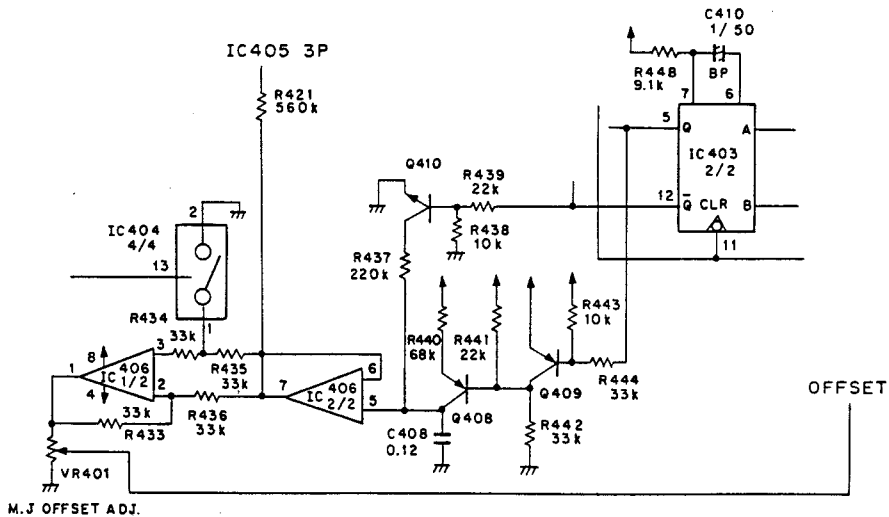 C410
1/50
IC405 3P
R448
9.1k
BP
7
6
R421
560k
5
Q
A
IC403
2/2
Q410
R439
22k
2
12
Q̅
CLR
B
IC404
4/4
R438
10k
11
13
R437
220k
R434
33k
1
R440
68k
R441
22k
R443
10k
8
3
R435
33k
6
1
IC 406
1/2
2
7
IC 406
2/2
5
Q408
Q409
R444
33k
OFFSET
4
33k
R433
R436
33k
C408
0.12
R442
33k
VR401
M.J OFFSET ADJ.